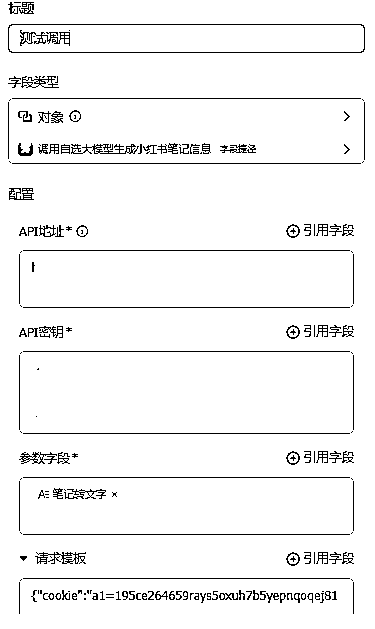 标题
测试调用
字段类型
对象
调用自选大模型生成小红书笔记信息 字段捷径
配置
API地址* 引用字段
API密钥* 引用字段
参数字段* 引用字段
笔记转文字 ×
请求模板 引用字段
{"cookie":"a1=195ce264659rays5oxuh7b5yepnqoqej81